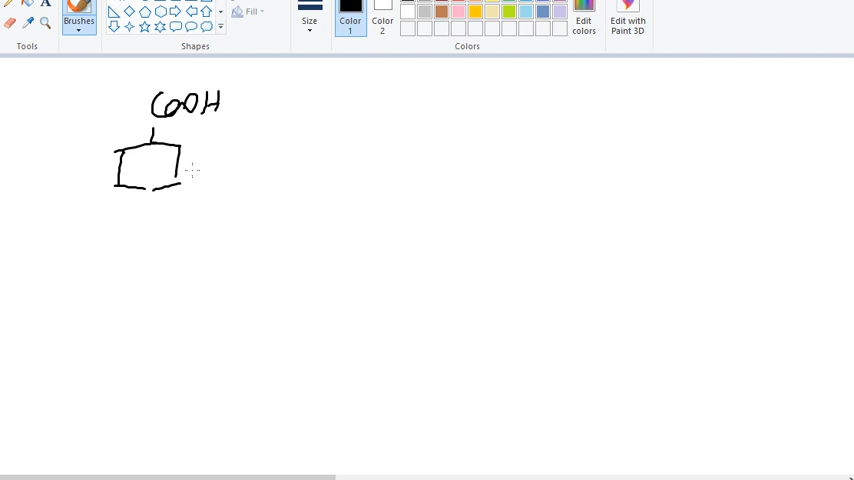 Tools
Brushes
Shapes
Fill
Size
Color 1
Color 2
Colors
Edit colors
Edit with Paint 3D
COOH